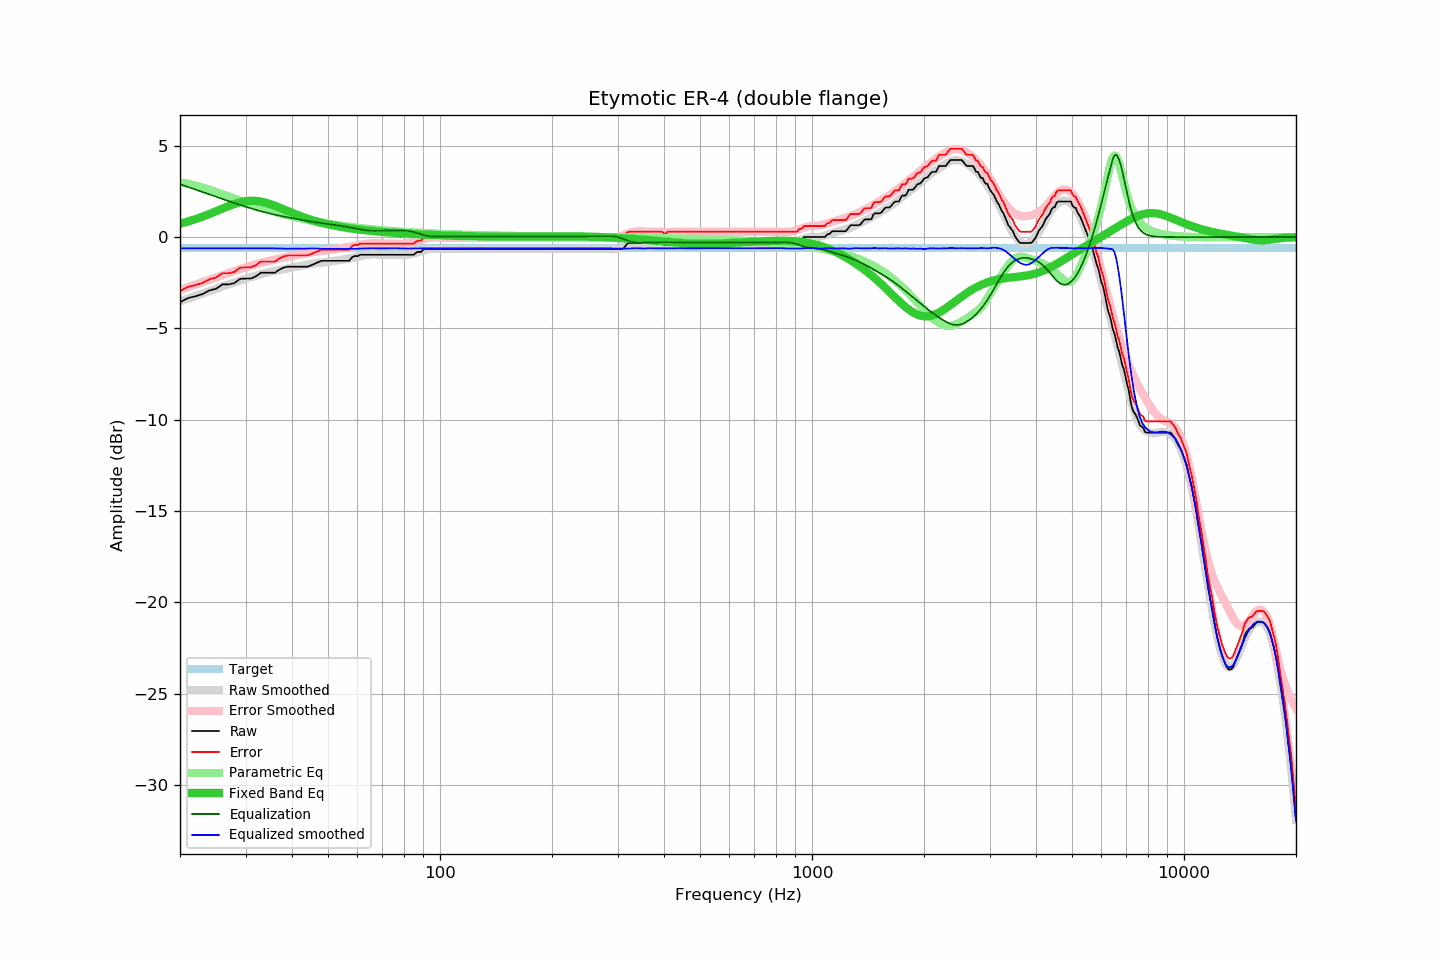 Etymotic ER-4 (double flange)
5
0
−5
−10
−15
−20
−25
−30
Amplitude (dBr)
Target
Raw Smoothed
Error Smoothed
Raw
Error
Parametric Eq
Fixed Band Eq
Equalization
Equalized smoothed
100
1000
10000
Frequency (Hz)